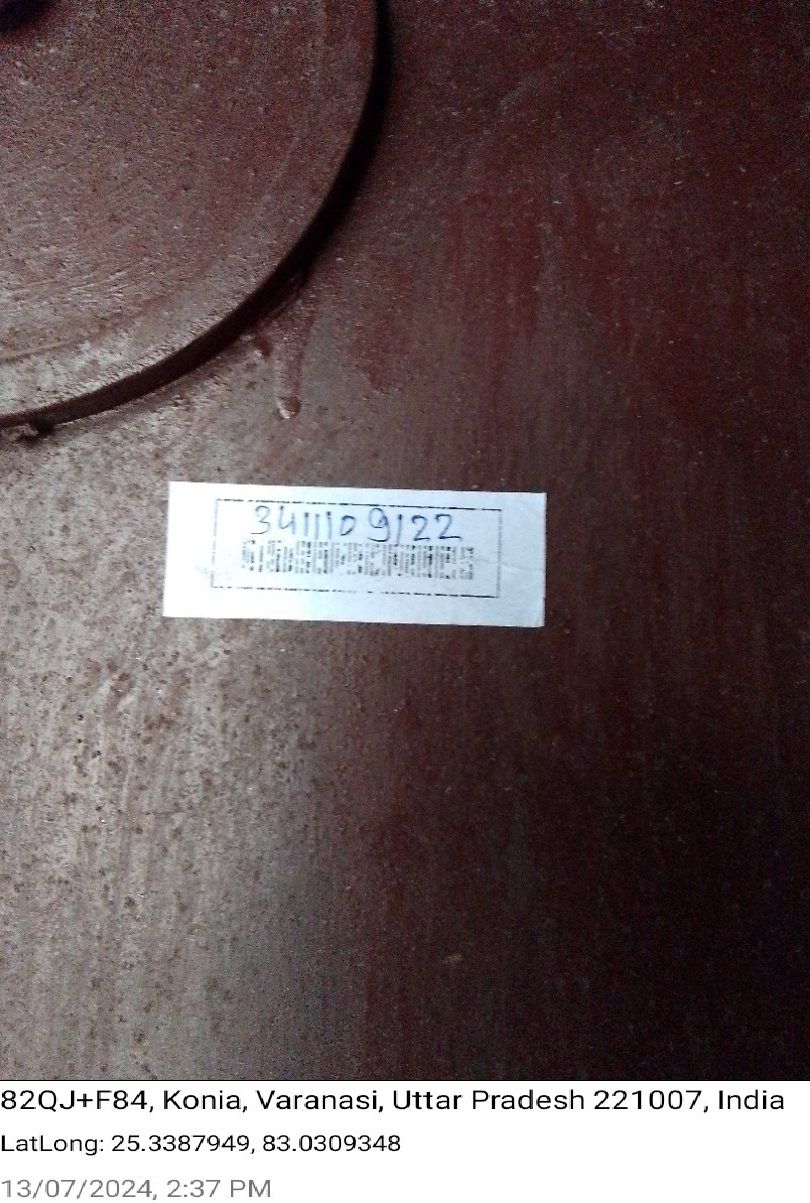 3411109122
82QJ+F84, Konia, Varanasi, Uttar Pradesh 221007, India
LatLong: 25.3387949, 83.0309348
13/07/2024, 2:37 PM